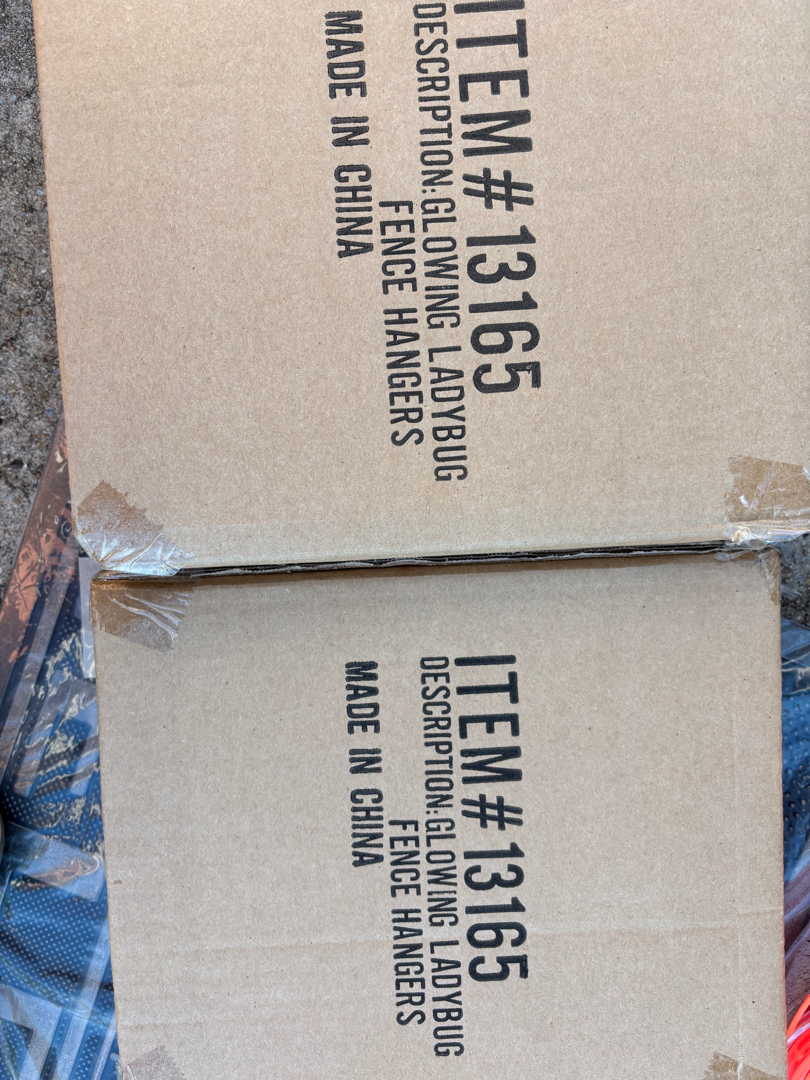 ITEM # 13165
DESCRIPTION: GLOWING LADYBUG
FENCE HANGERS
MADE IN CHINA
ITEM # 13165
DESCRIPTION: GLOWING LADYBUG
FENCE HANGERS
MADE IN CHINA